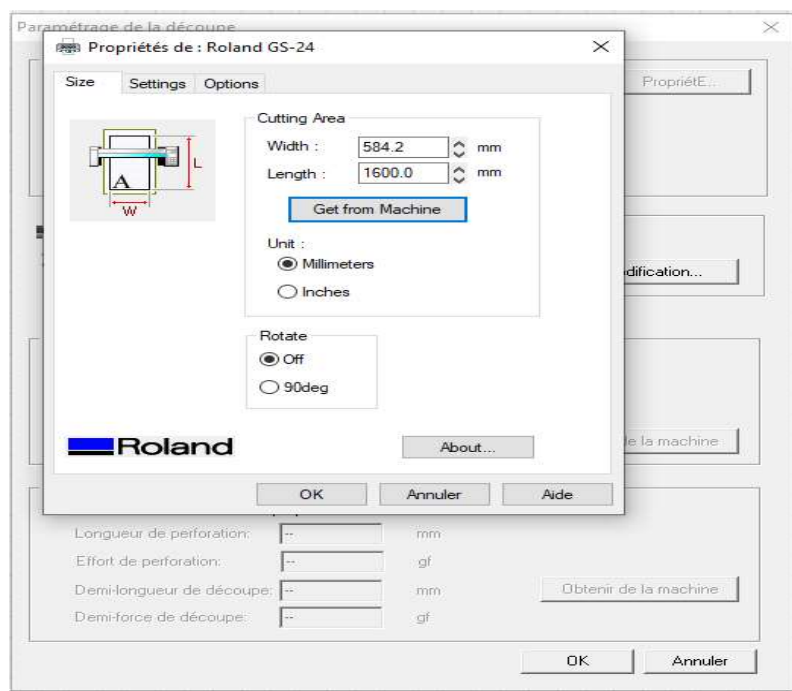 Paramétrage de la découpe
Propriétés de : Roland GS-24
Size Settings Options
PropriétE...
Cutting Area
Width : 584.2 mm
Length : 1600.0 mm
L
A
W
Get from Machine
Unit :
Millimeters
dification...
Inches
Rotate
Off
90deg
Roland
About...
de la machine
OK Annuler Aide
Longueur de perforation: -- mm
Effort de perforation: -- gf
Demi-longueur de découpe: -- mm
Obtenir de la machine
Demi-force de découpe: -- gf
OK Annuler